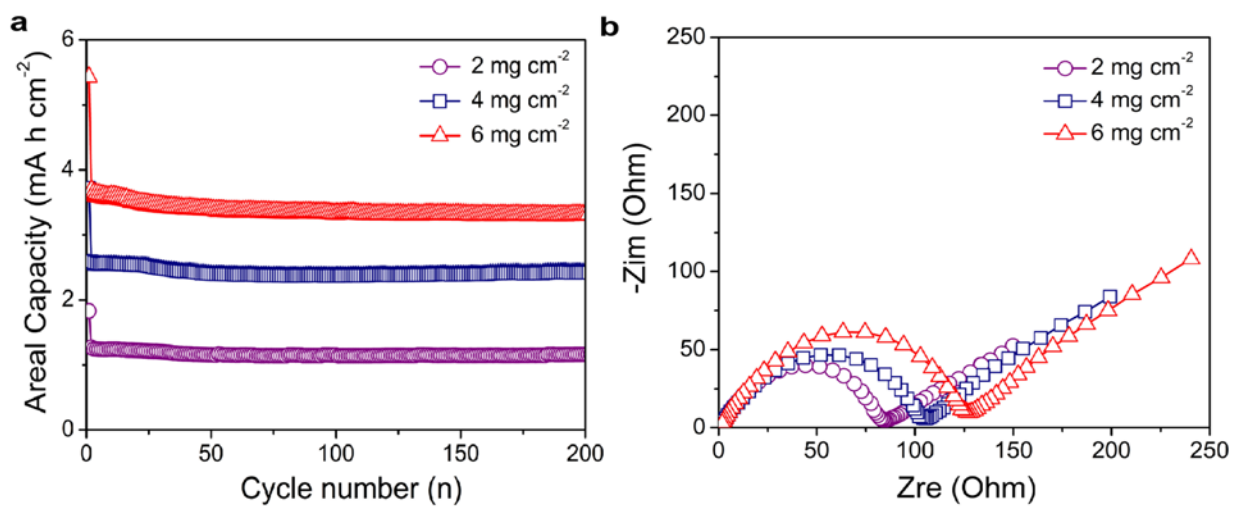 a
6
4
2
0
0
50
100
150
200
Areal Capacity (mA h cm⁻²)
Cycle number (n)
2 mg cm⁻²
4 mg cm⁻²
6 mg cm⁻²
b
250
200
150
100
50
0
0
50
100
150
200
250
-Zim (Ohm)
Zre (Ohm)
2 mg cm⁻²
4 mg cm⁻²
6 mg cm⁻²